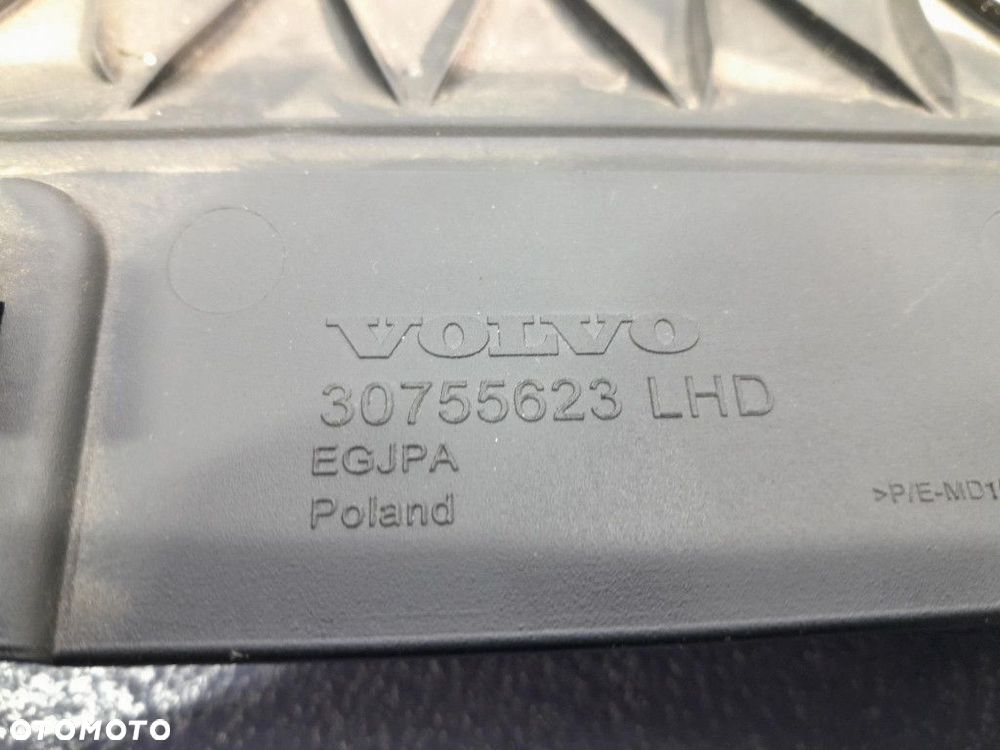 VOLVO
30755623 LHD
EGJPA
Poland
>P/E-MD1
OTOMOTO